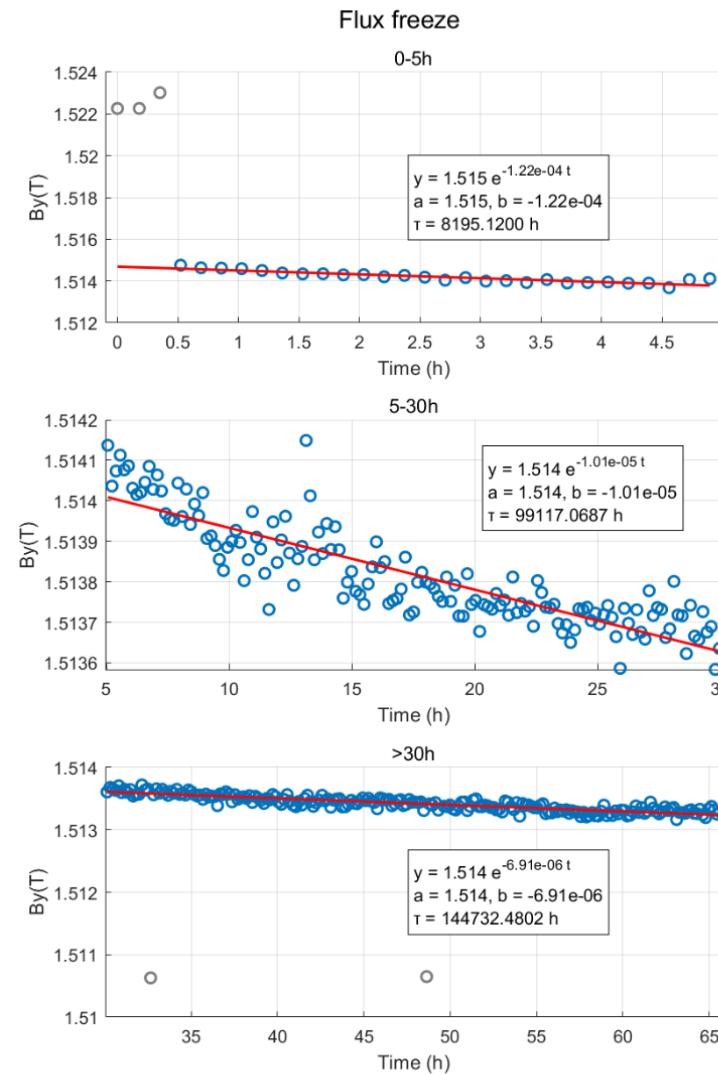 Flux freeze
0-5h
1.524
1.522
1.52
1.518
1.516
1.514
1.512
By(T)
y = 1.515 e^-1.22e-04 t
a = 1.515, b = -1.22e-04
τ = 8195.1200 h
0 0.5 1 1.5 2 2.5 3 3.5 4 4.5
Time (h)
5-30h
1.5142
1.5141
1.514
1.5139
1.5138
1.5137
1.5136
By(T)
y = 1.514 e^-1.01e-05 t
a = 1.514, b = -1.01e-05
τ = 99117.0687 h
5 10 15 20 25
Time (h)
>30h
1.514
1.513
1.512
1.511
1.51
By(T)
y = 1.514 e^-6.91e-06 t
a = 1.514, b = -6.91e-06
τ = 144732.4802 h
35 40 45 50 55 60 65
Time (h)